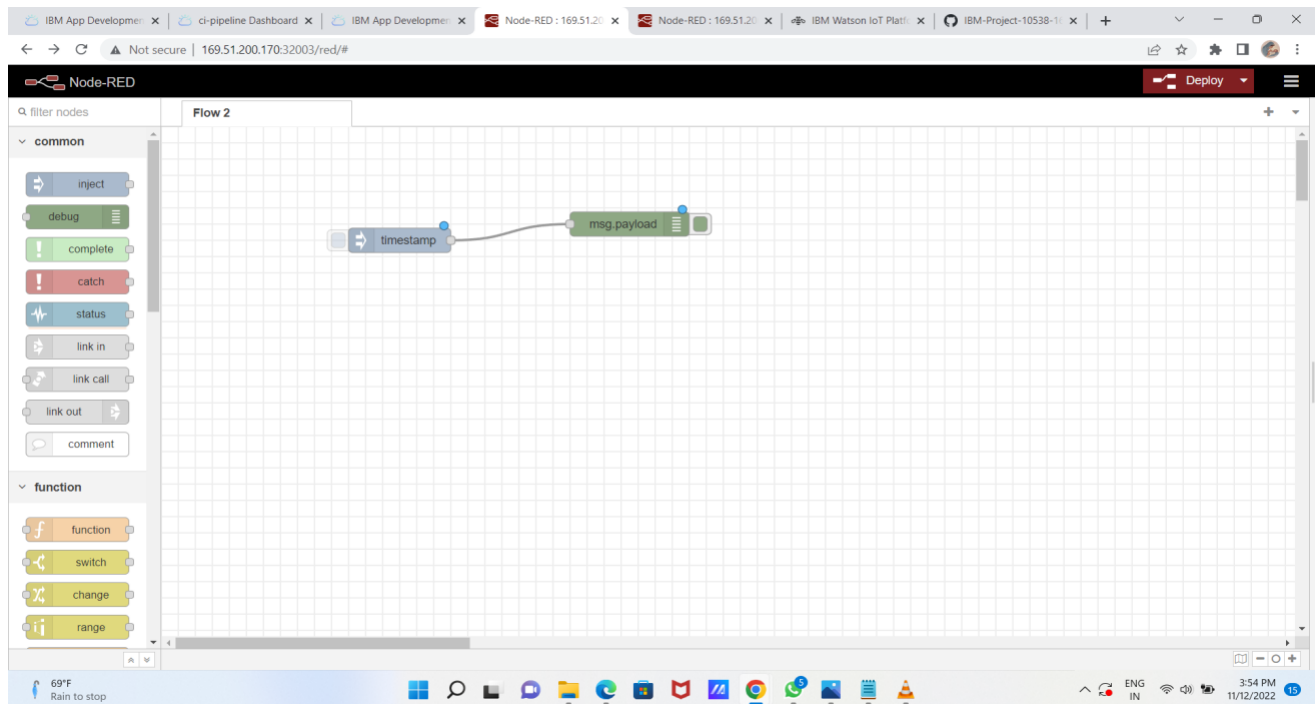 IBM App Developmen
ci-pipeline Dashboard
IBM App Developmen
Node-RED : 169.51.20
Node-RED : 169.51.20
IBM Watson IoT Platf
IBM-Project-10538-16
Not secure | 169.51.200.170:32003/red/#
Node-RED
Deploy
filter nodes
Flow 2
common
inject
debug
complete
catch
status
link in
link call
link out
comment
function
function
switch
change
range
timestamp
msg.payload
69°F
Rain to stop
5
ENG
IN
3:54 PM
11/12/2022
15